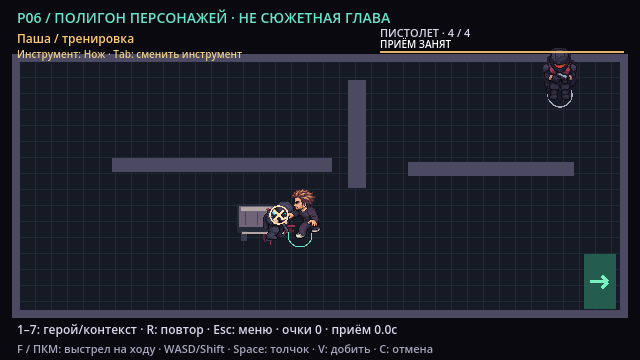 P06 / ПОЛИГОН ПЕРСОНАЖЕЙ · НЕ СЮЖЕТНАЯ ГЛАВА
Паша / тренировка
ПИСТОЛЕТ · 4 / 4
ПРИЁМ ЗАНЯТ
Инструмент: Нож · Tab: сменить инструмент
1–7: герой/контекст · R: повтор · Esc: меню · очки 0 · приём 0.0с
F / ПКМ: выстрел на ходу · WASD/Shift · Space: толчок · V: добить · C: отмена